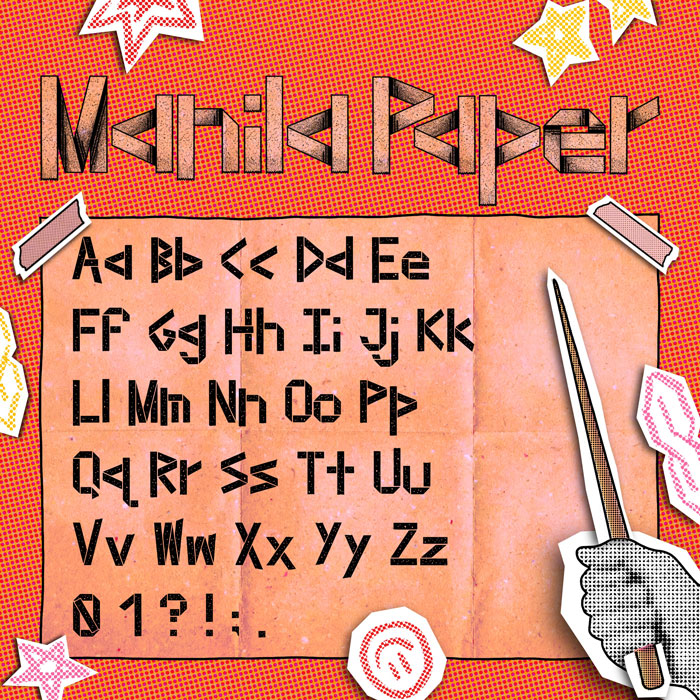 Manila Paper
Aa Bb Cc Dd Ee
Ff Gg Hh Ii Jj Kk
Ll Mm Nn Oo Pp
Qq Rr Ss Tt Uu
Vv Ww Xx Yy Zz
0 1 ? ! ; .